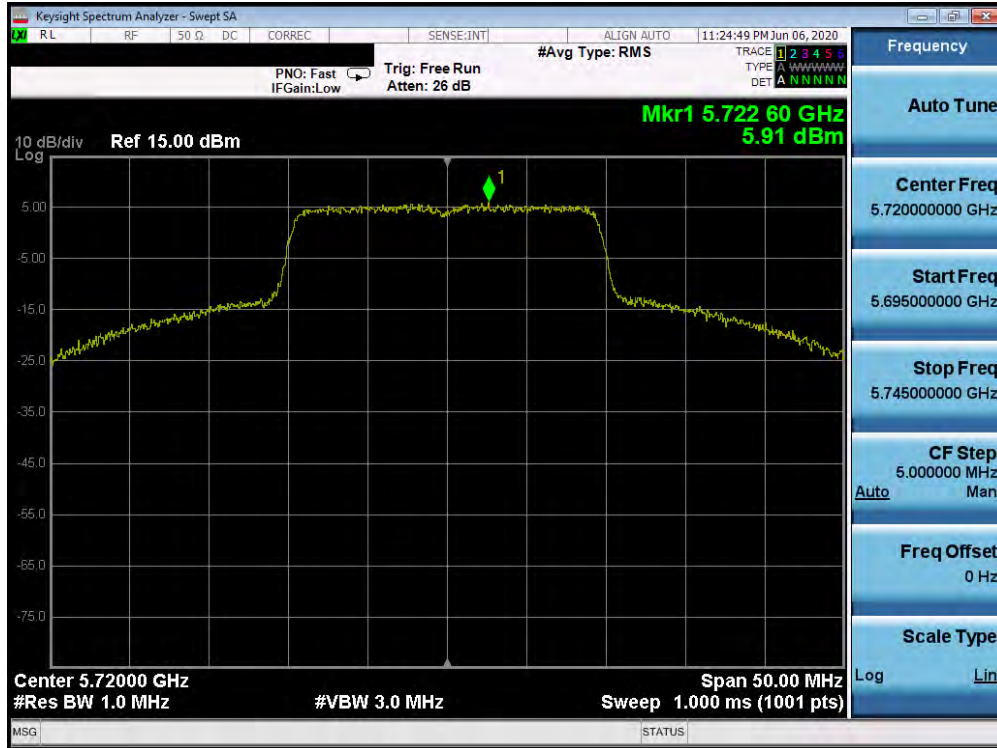 Keysight Spectrum Analyzer - Swept SA
LXI RL RF 50 Ω DC CORREC SENSE:INT ALIGN AUTO 11:24:49 PM Jun 06, 2020
#Avg Type: RMS TRACE 1 2 3 4 5 6
PNO: Fast Trig: Free Run TYPE A WWWWW
IFGain:Low Atten: 26 dB DET A N N N N N
Mkr1 5.722 60 GHz
5.91 dBm
10 dB/div Ref 15.00 dBm
Log
1
5.00
-5.00
-15.0
-25.0
-35.0
-45.0
-55.0
-65.0
-75.0
Center 5.72000 GHz Span 50.00 MHz
#Res BW 1.0 MHz #VBW 3.0 MHz Sweep 1.000 ms (1001 pts)
MSG STATUS
Frequency
Auto Tune
Center Freq
5.720000000 GHz
Start Freq
5.695000000 GHz
Stop Freq
5.745000000 GHz
CF Step
5.000000 MHz
Auto Man
Freq Offset
0 Hz
Scale Type
Log Lin